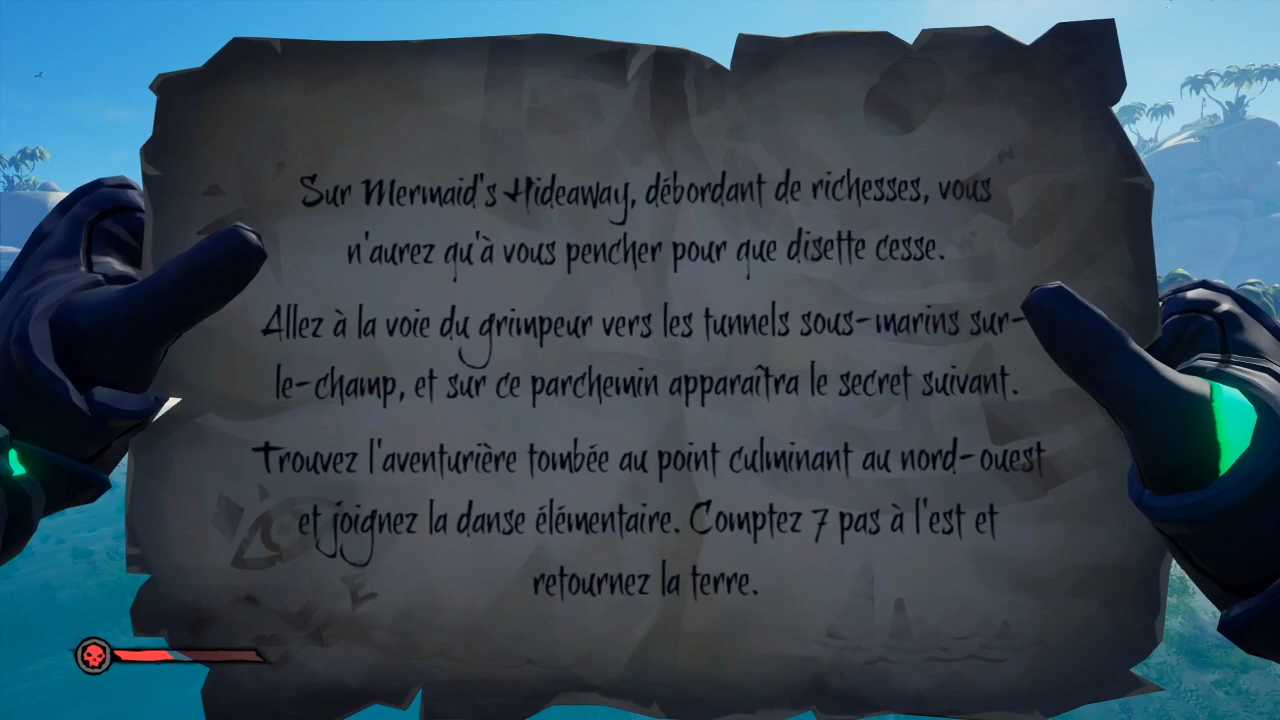 Sur Mermaid's Hideaway, débordant de richesses, vous
n'aurez qu'à vous pencher pour que disette cesse.
Allez à la voie du grimpeur vers les tunnels sous-marins sur-
le-champ, et sur ce parchemin apparaîtra le secret suivant.
Trouvez l'aventurière tombée au point culminant au nord-ouest
et joignez la danse élémentaire. Comptez 7 pas à l'est et
retournez la terre.